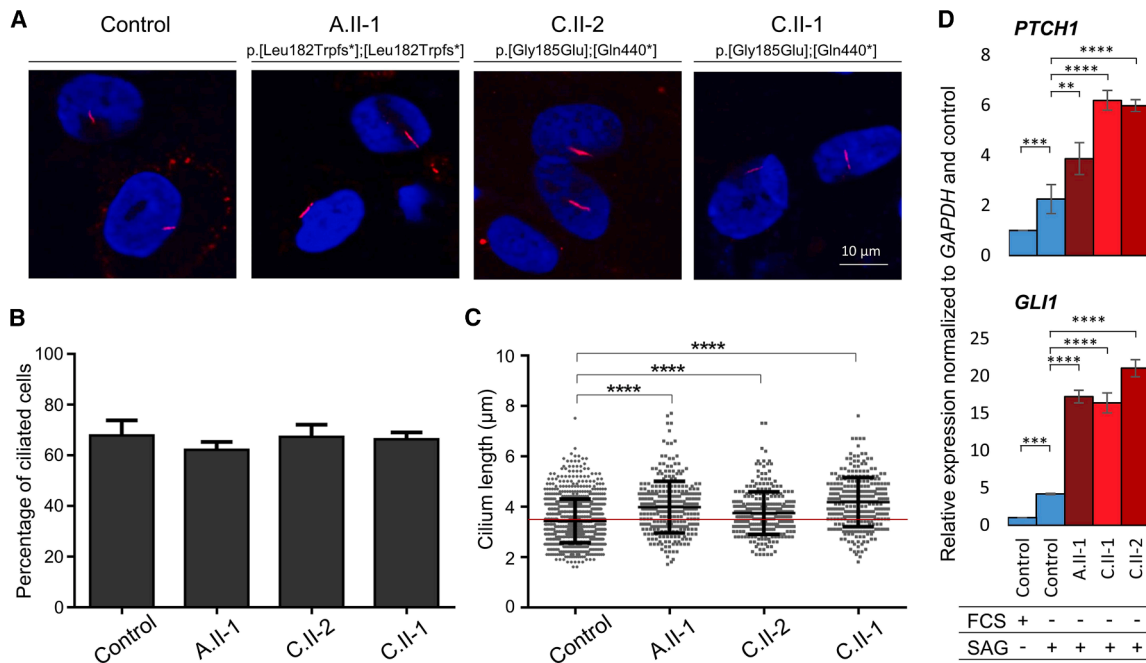 A
Control
A.II-1
p.[Leu182Trpfs*];[Leu182Trpfs*]
C.II-2
p.[Gly185Glu];[Gln440*]
C.II-1
p.[Gly185Glu];[Gln440*]
10 µm
B
Percentage of ciliated cells
100
80
60
40
20
0
Control
A.II-1
C.II-2
C.II-1
C
Cilium length (µm)
10
8
6
4
2
0
****
****
****
Control
A.II-1
C.II-2
C.II-1
D
Relative expression normalized to GAPDH and control
PTCH1
8
6
4
2
0
****
****
**
***
GLI1
25
20
15
10
5
0
****
****
****
***
Control
Control
A.II-1
C.II-1
C.II-2
FCS + - - - -
SAG - + + + +